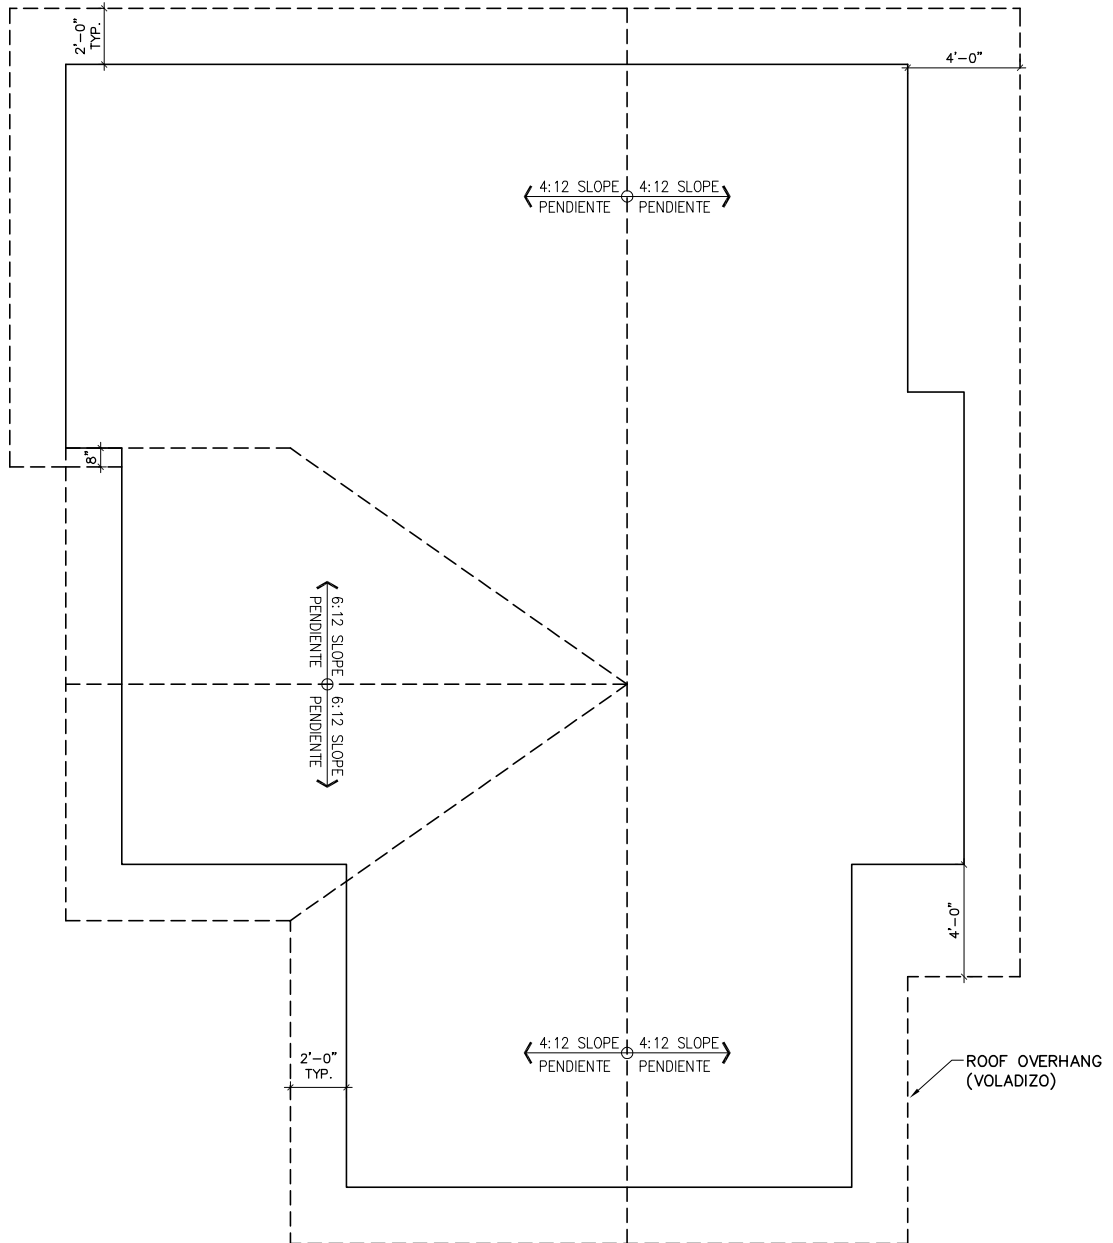 2'-0"
TYP.
4'-0"
4:12 SLOPE
PENDIENTE
4:12 SLOPE
PENDIENTE
8"
6:12 SLOPE
PENDIENTE
6:12 SLOPE
PENDIENTE
4'-0"
4:12 SLOPE
PENDIENTE
4:12 SLOPE
PENDIENTE
2'-0"
TYP.
ROOF OVERHANG
(VOLADIZO)